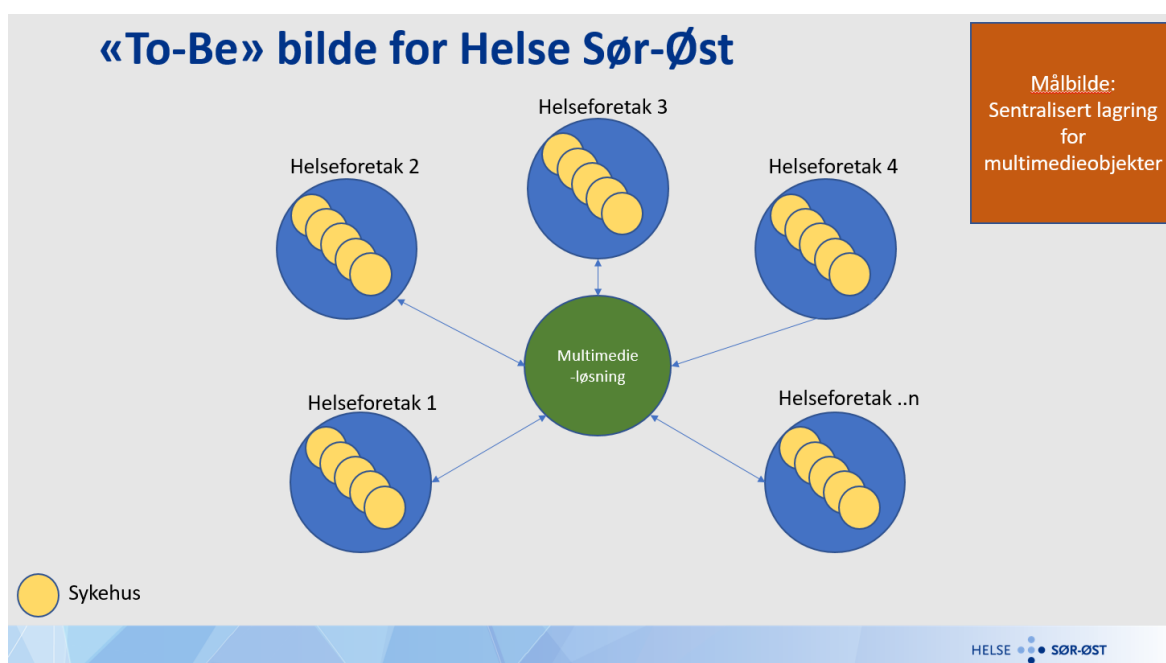 «To-Be» bilde for Helse Sør-Øst
Målbilde:
Sentralisert lagring
for
multimedieobjekter
Helseforetak 3
Helseforetak 2
Helseforetak 4
Multimedie
-løsning
Helseforetak 1
Helseforetak ..n
Sykehus
HELSE SØR-ØST